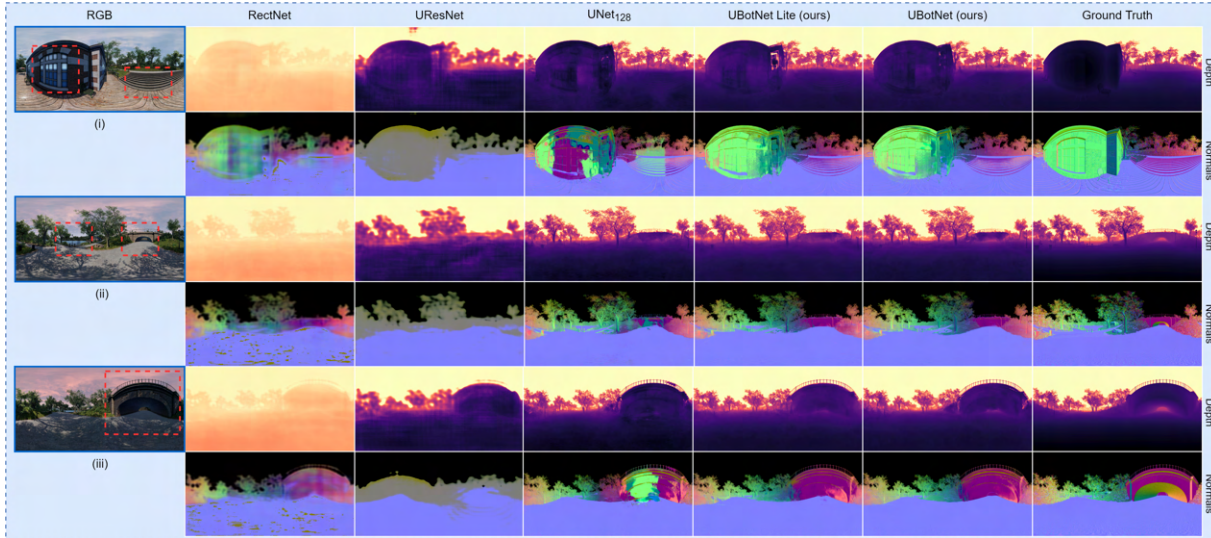 RGB RectNet UResNet UNet128 UBotNet Lite (ours) UBotNet (ours) Ground Truth
Depth
(i)
Normals
Depth
(ii)
Normals
Depth
(iii)
Normals